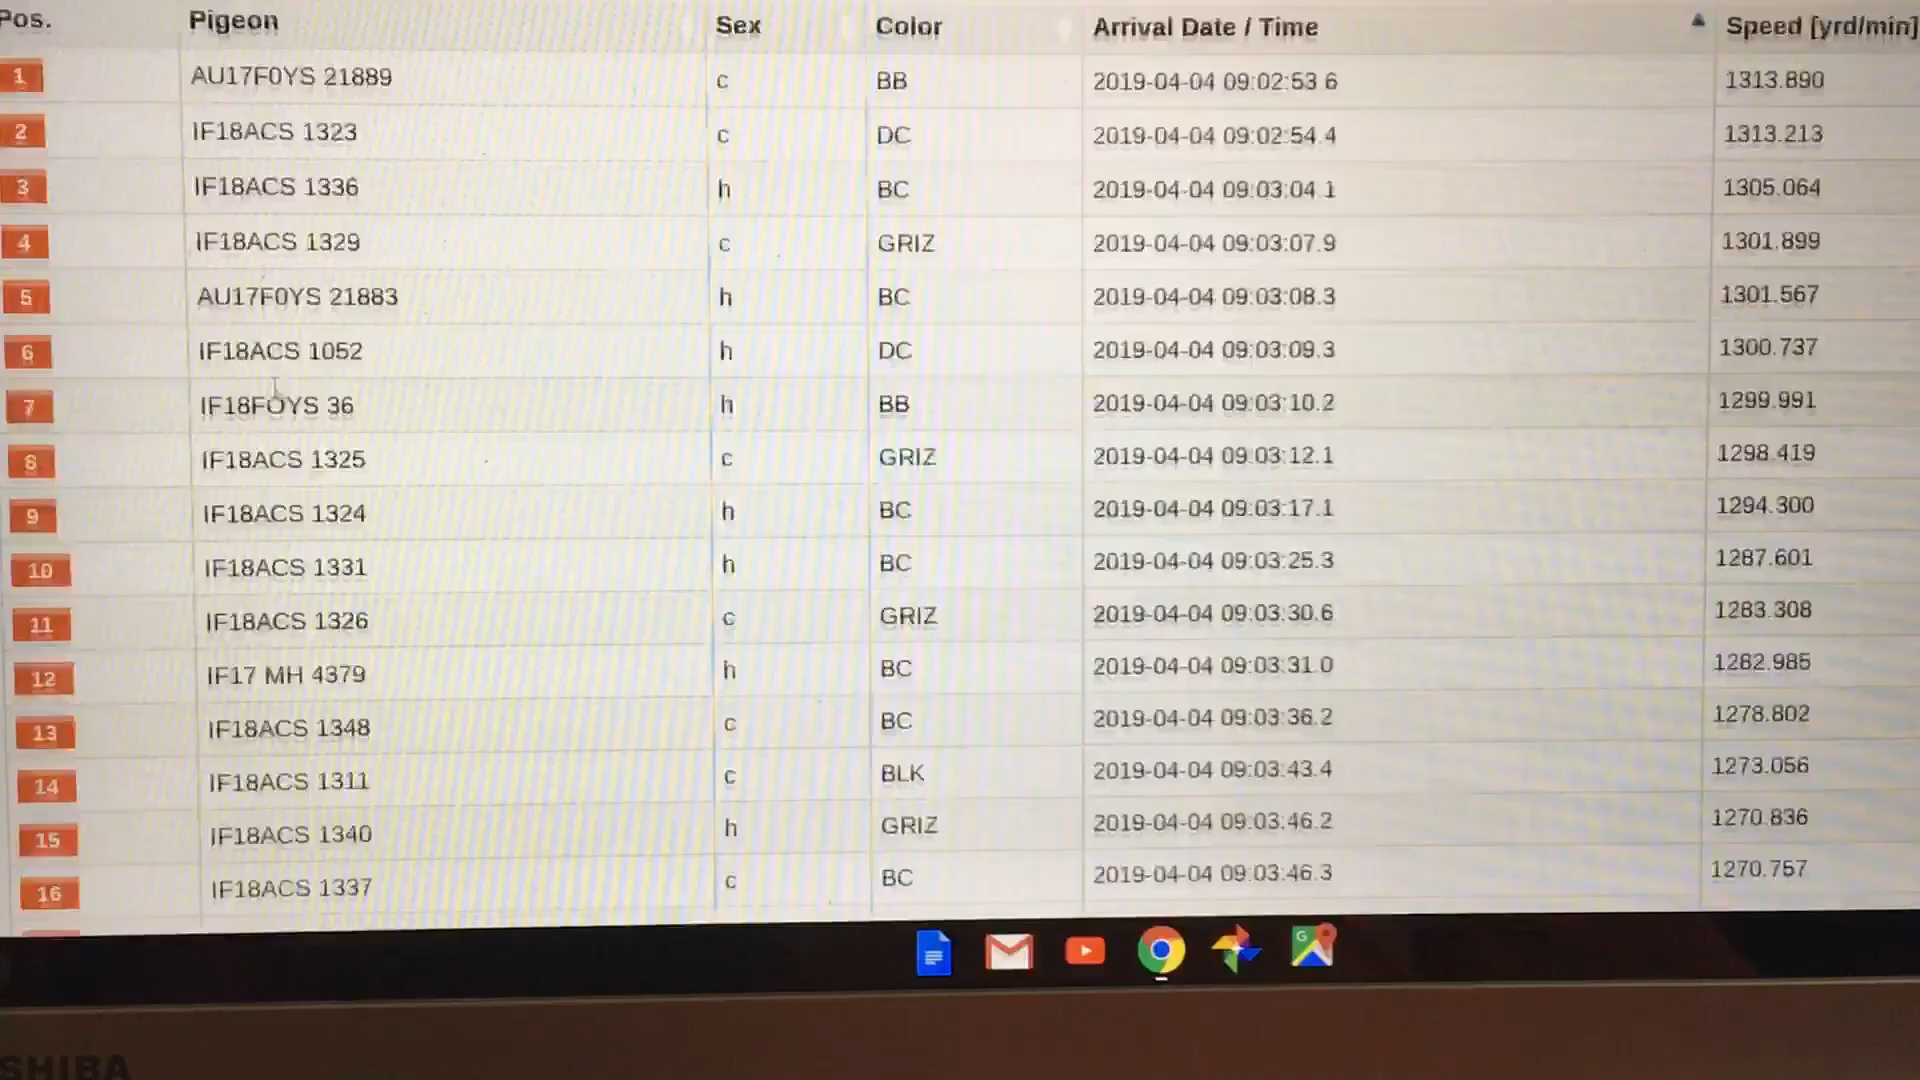 Pos. Pigeon Sex Color Arrival Date / Time Speed [yrd/min]
1 AU17F0YS 21889 c BB 2019-04-04 09:02:53 6 1313.890
2 IF18ACS 1323 c DC 2019-04-04 09:02:54.4 1313.213
3 IF18ACS 1336 h BC 2019-04-04 09:03:04 1 1305.064
4 IF18ACS 1329 c GRIZ 2019-04-04 09:03:07.9 1301.899
5 AU17F0YS 21883 h BC 2019-04-04 09:03:08.3 1301.567
6 IF18ACS 1052 h DC 2019-04-04 09:03:09.3 1300.737
7 IF18FOYS 36 h BB 2019-04-04 09:03:10.2 1299.991
8 IF18ACS 1325 c GRIZ 2019-04-04 09:03:12.1 1298.419
9 IF18ACS 1324 h BC 2019-04-04 09:03:17.1 1294.300
10 IF18ACS 1331 h BC 2019-04-04 09:03:25.3 1287.601
11 IF18ACS 1326 c GRIZ 2019-04-04 09:03:30.6 1283.308
12 IF17 MH 4379 h BC 2019-04-04 09:03:31.0 1282.985
13 IF18ACS 1348 c BC 2019-04-04 09:03:36.2 1278.802
14 IF18ACS 1311 c BLK 2019-04-04 09:03:43.4 1273.056
15 IF18ACS 1340 h GRIZ 2019-04-04 09:03:46.2 1270.836
16 IF18ACS 1337 c BC 2019-04-04 09:03:46.3 1270.757
G
SHIBA